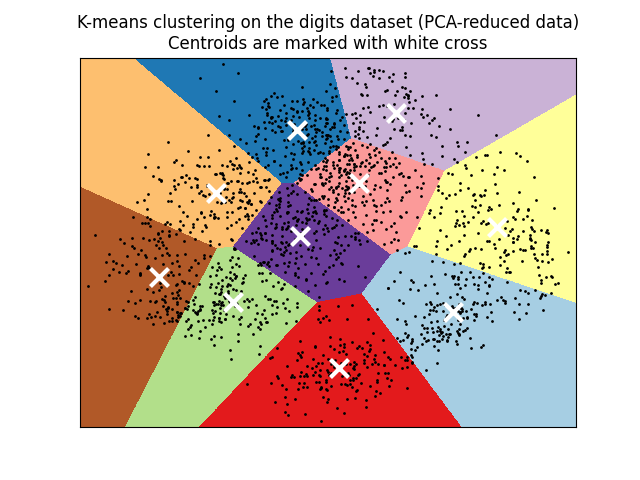 K-means clustering on the digits dataset (PCA-reduced data)
Centroids are marked with white cross